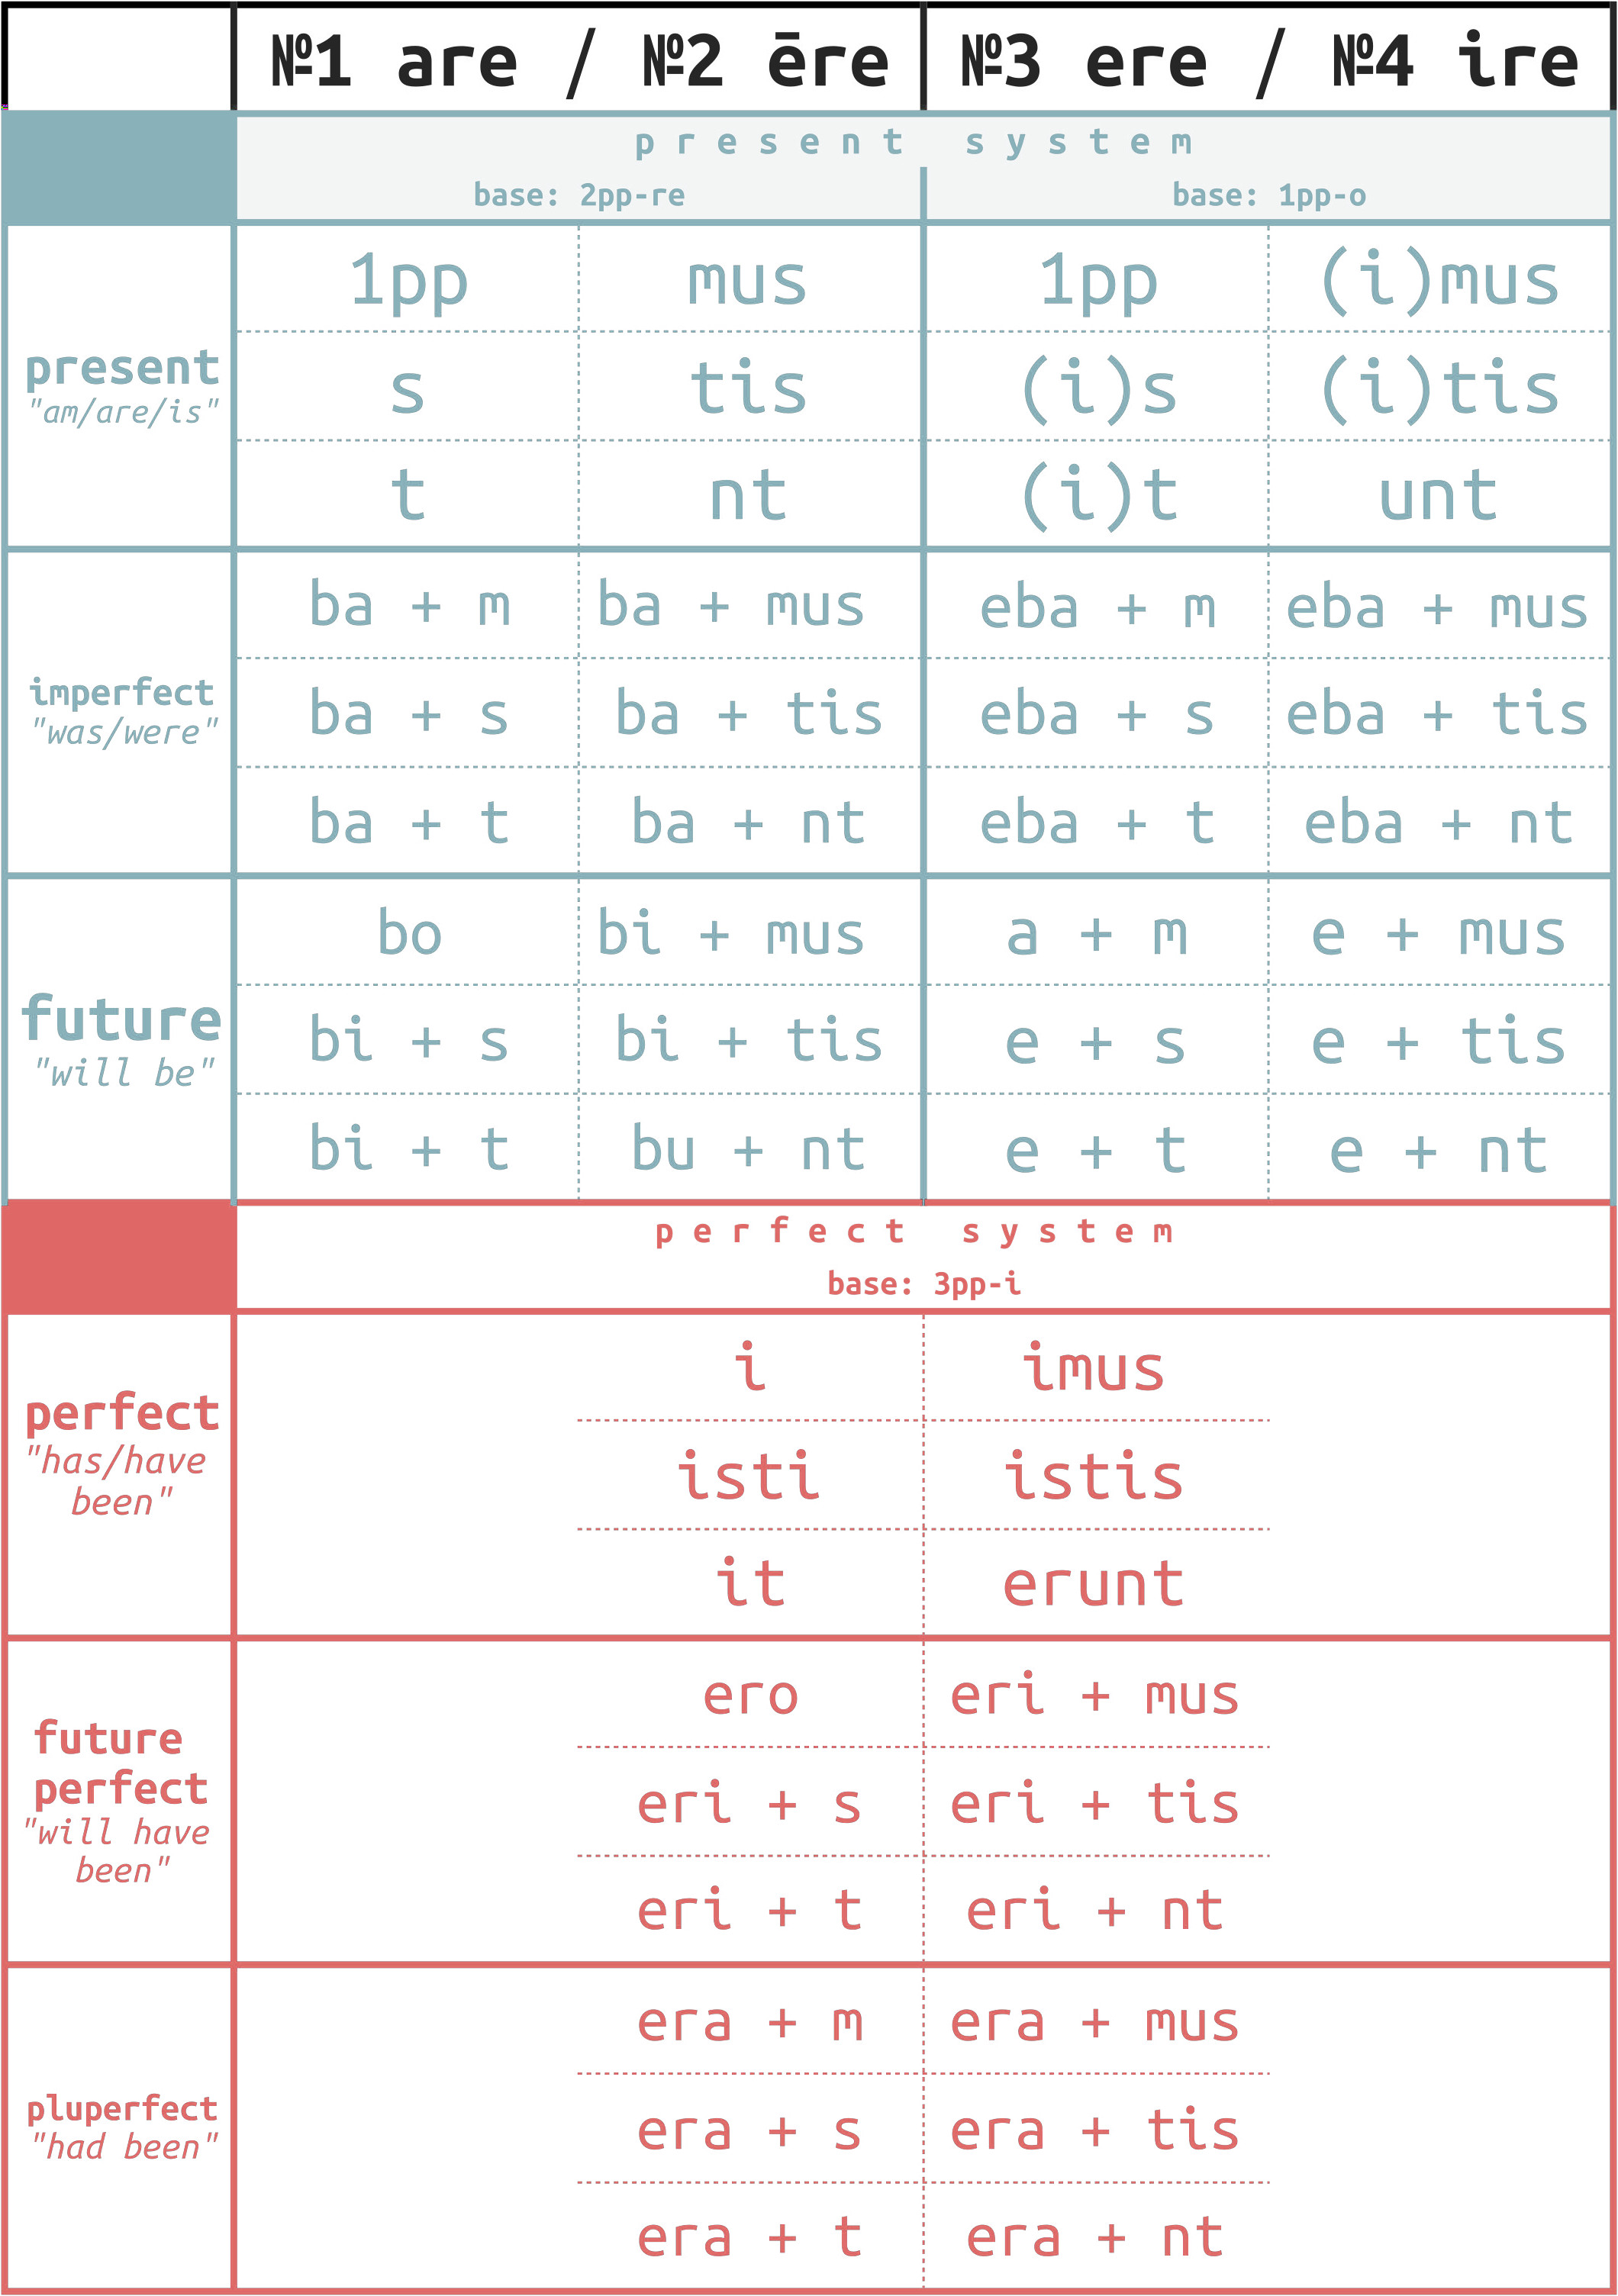 №1 are / №2 ēre №3 ere / №4 ire
present system
base: 2pp-re base: 1pp-o
present
"am/are/is"
1pp mus 1pp (i)mus
s tis (i)s (i)tis
t nt (i)t unt
imperfect
"was/were"
ba + m ba + mus eba + m eba + mus
ba + s ba + tis eba + s eba + tis
ba + t ba + nt eba + t eba + nt
future
"will be"
bo bi + mus a + m e + mus
bi + s bi + tis e + s e + tis
bi + t bu + nt e + t e + nt
perfect system
base: 3pp-i
perfect
"has/have
been"
i imus
isti istis
it erunt
future
perfect
"will have
been"
ero eri + mus
eri + s eri + tis
eri + t eri + nt
pluperfect
"had been"
era + m era + mus
era + s era + tis
era + t era + nt